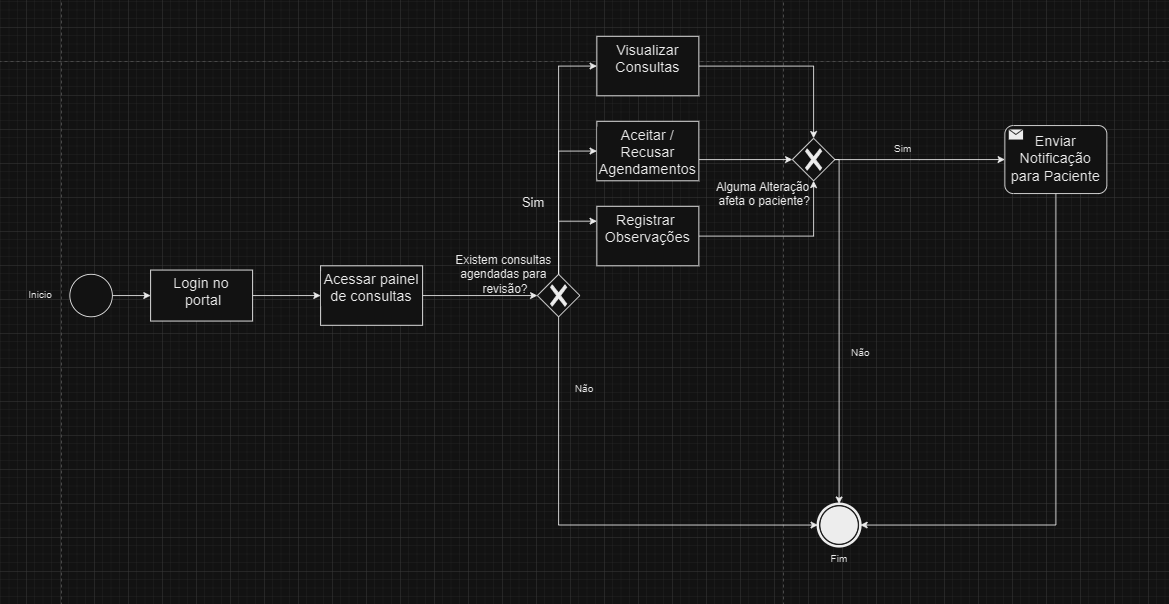 Visualizar
Consultas
Aceitar /
Recusar
Agendamentos
Registrar
Observações
Sim
Existem consultas
agendadas para
revisão?
Inicio
Login no
portal
Acessar painel
de consultas
Não
Alguma Alteração
afeta o paciente?
Sim
Enviar
Notificação
para Paciente
Não
Fim